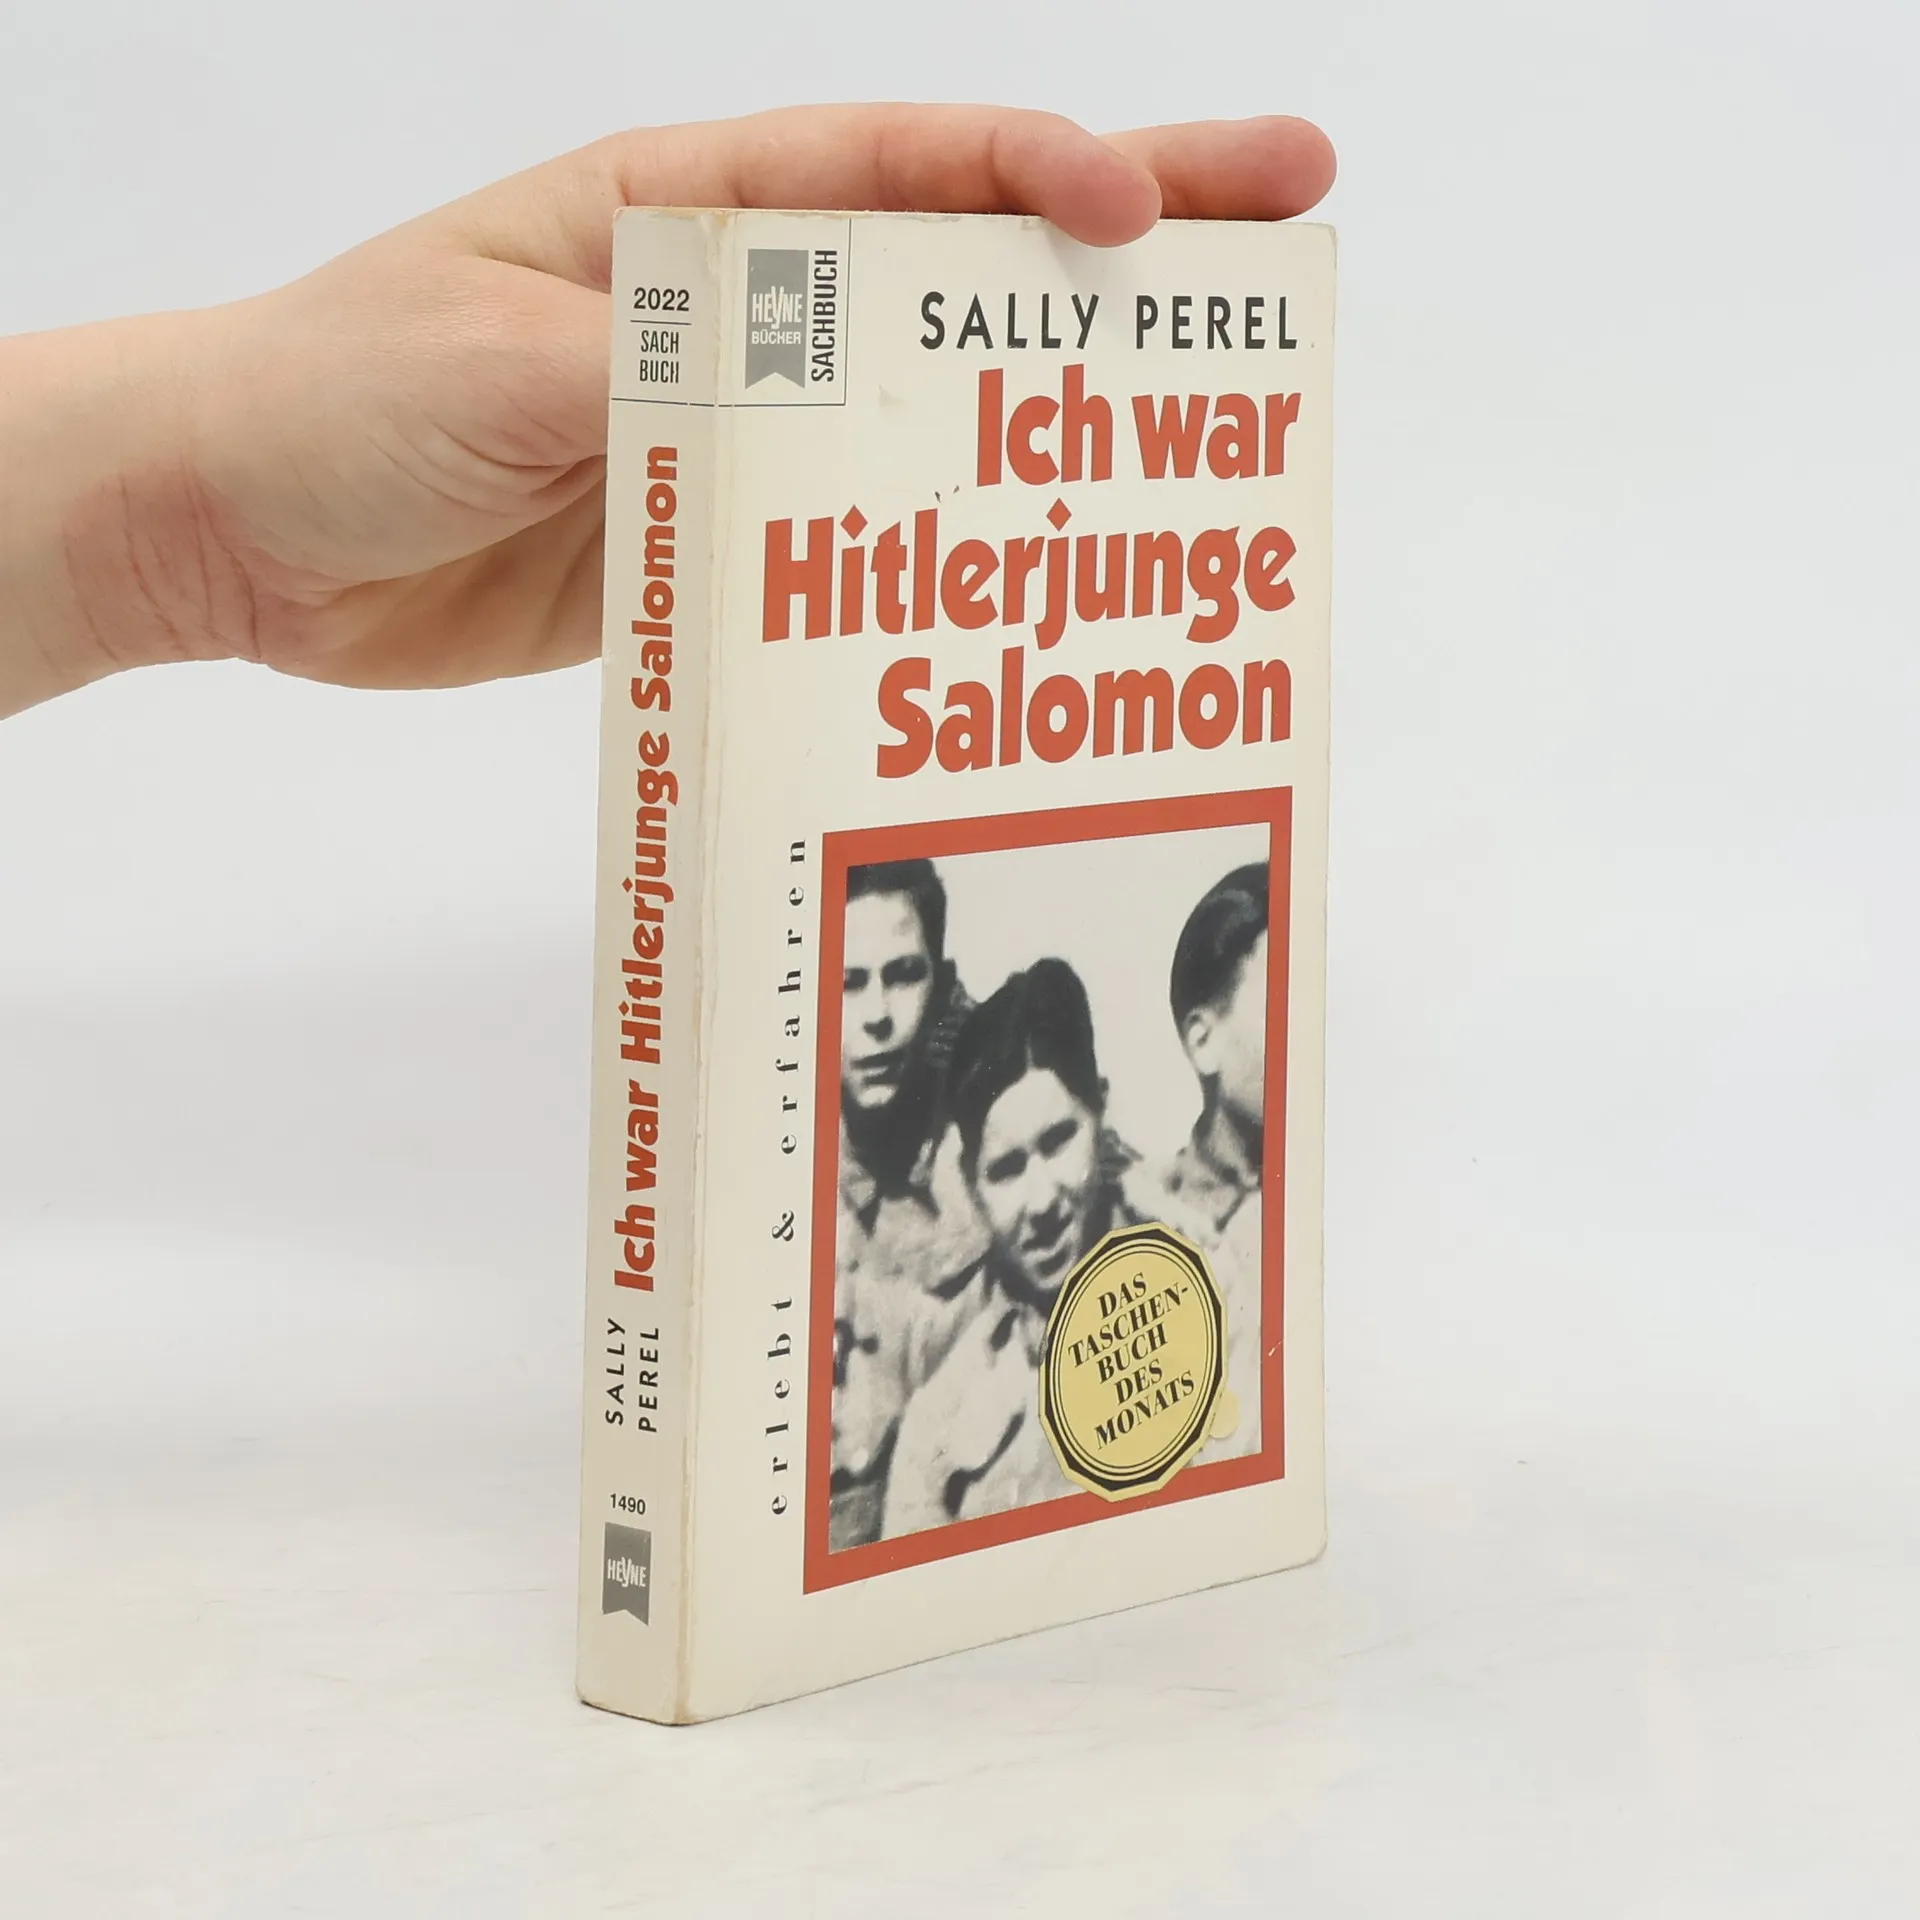 2022
SACH
BUCH
Ich war Hitlerjunge Salomon
SALLY
PEREL
1490
HEYNE
HEYNE
BÜCHER
SACHBUCH
SALLY PEREL
Ich war
Hitlerjunge
Salomon
erlebt & erfahren
DAS
TASCHEN-
BUCH
DES
MONATS